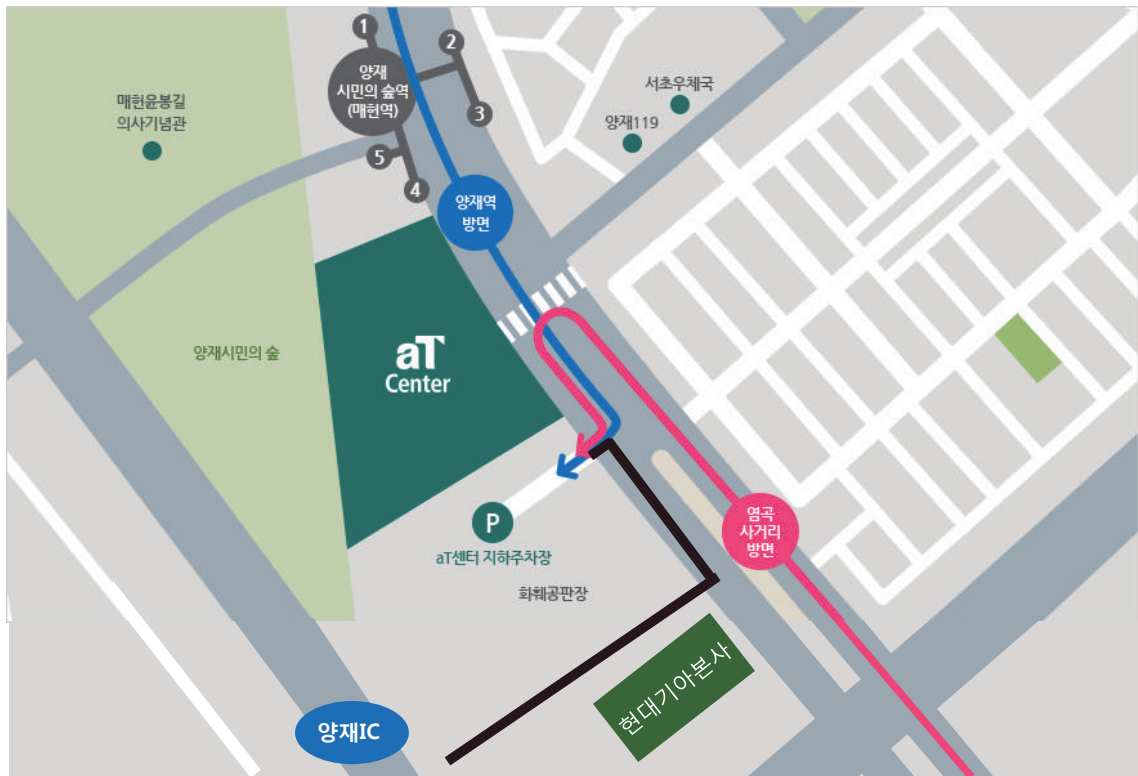 1
2
양재
시민의 숲역
(매헌역)
3
5
4
매헌윤봉길
의사기념관
서초우체국
양재119
양재역
방면
양재시민의 숲
aT
Center
P
aT센터 지하주차장
화훼공판장
염곡
사거리
방면
현대기아본사
양재IC